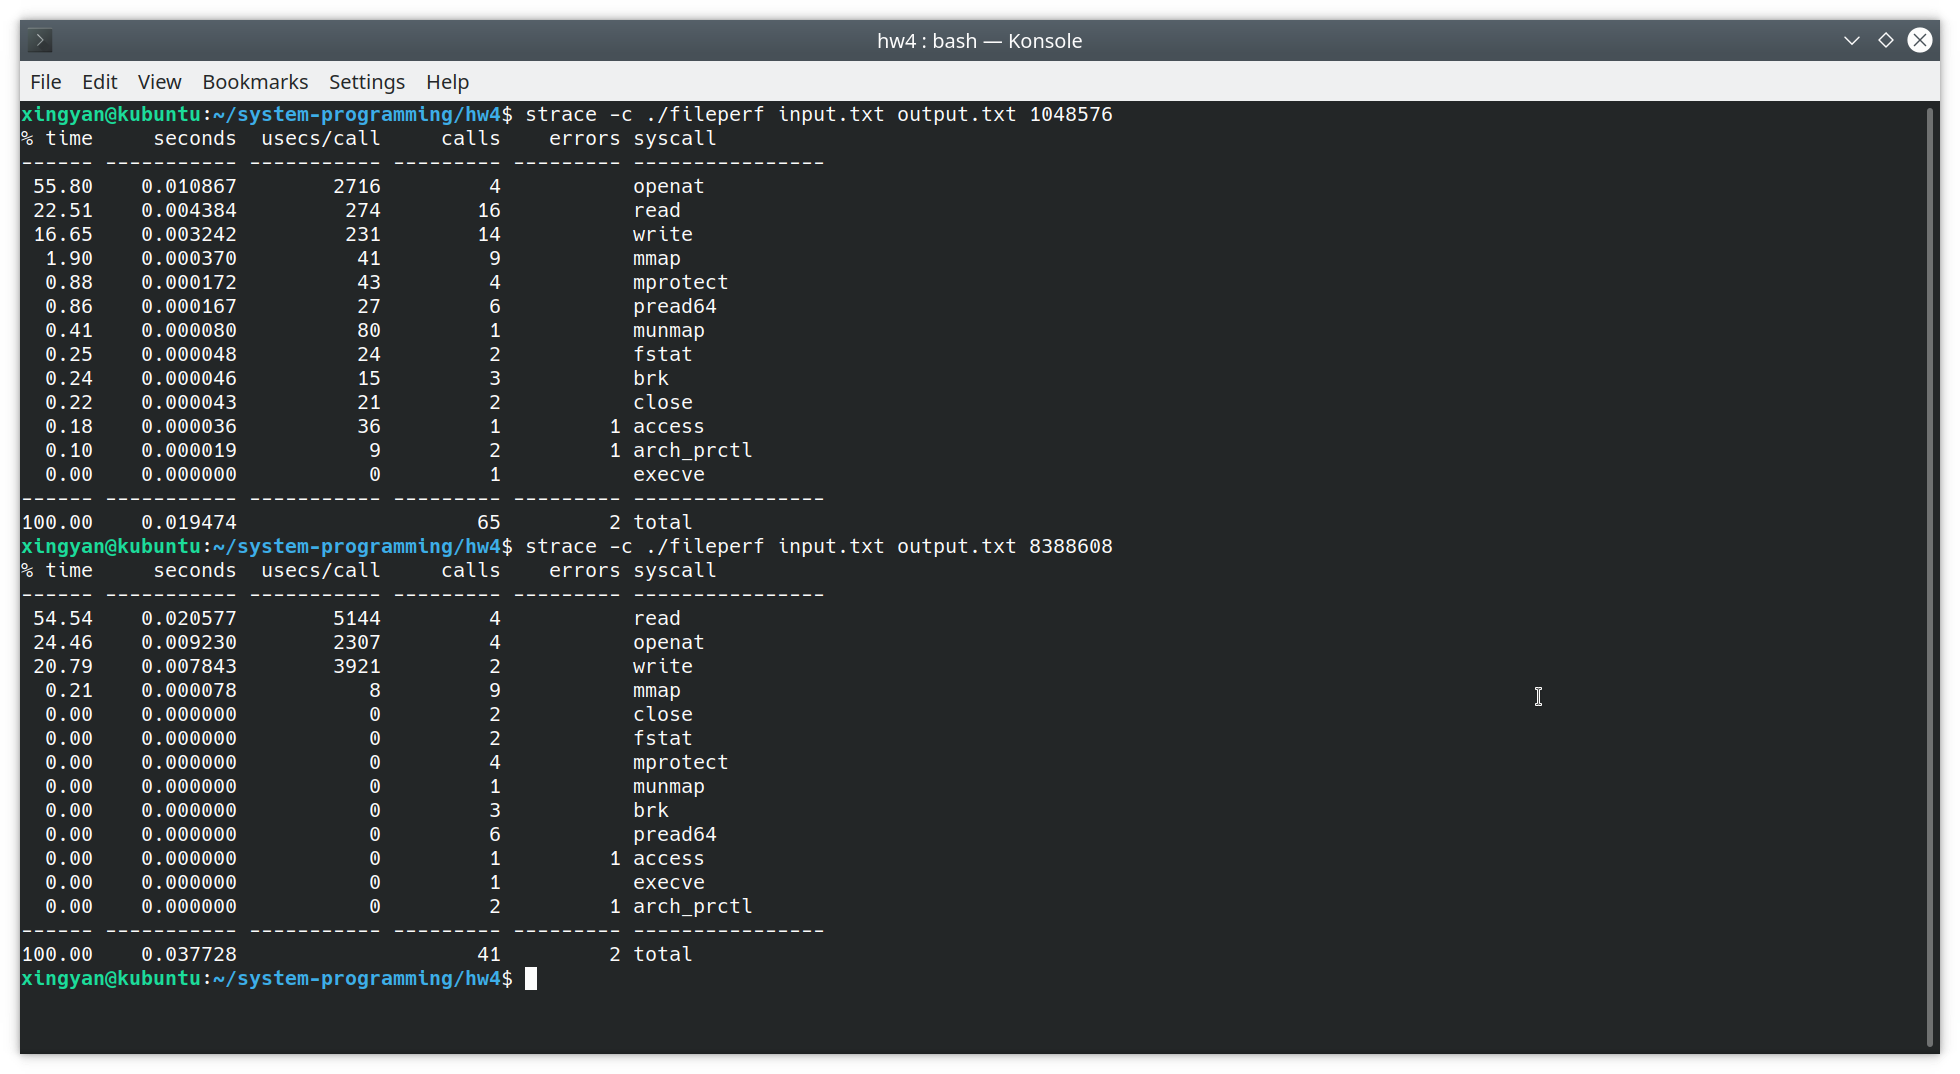 hw4 : bash — Konsole
File Edit View Bookmarks Settings Help
xingyan@kubuntu:~/system-programming/hw4$ strace -c ./fileperf input.txt output.txt 1048576
% time     seconds  usecs/call     calls    errors syscall
------ ----------- ----------- --------- --------- ----------------
 55.80    0.010867        2716         4           openat
 22.51    0.004384         274        16           read
 16.65    0.003242         231        14           write
  1.90    0.000370          41         9           mmap
  0.88    0.000172          43         4           mprotect
  0.86    0.000167          27         6           pread64
  0.41    0.000080          80         1           munmap
  0.25    0.000048          24         2           fstat
  0.24    0.000046          15         3           brk
  0.22    0.000043          21         2           close
  0.18    0.000036          36         1         1 access
  0.10    0.000019           9         2         1 arch_prctl
  0.00    0.000000           0         1           execve
------ ----------- ----------- --------- --------- ----------------
100.00    0.019474                    65         2 total
xingyan@kubuntu:~/system-programming/hw4$ strace -c ./fileperf input.txt output.txt 8388608
% time     seconds  usecs/call     calls    errors syscall
------ ----------- ----------- --------- --------- ----------------
 54.54    0.020577        5144         4           read
 24.46    0.009230        2307         4           openat
 20.79    0.007843        3921         2           write
  0.21    0.000078           8         9           mmap
  0.00    0.000000           0         2           close
  0.00    0.000000           0         2           fstat
  0.00    0.000000           0         4           mprotect
  0.00    0.000000           0         1           munmap
  0.00    0.000000           0         3           brk
  0.00    0.000000           0         6           pread64
  0.00    0.000000           0         1         1 access
  0.00    0.000000           0         1           execve
  0.00    0.000000           0         2         1 arch_prctl
------ ----------- ----------- --------- --------- ----------------
100.00    0.037728                    41         2 total
xingyan@kubuntu:~/system-programming/hw4$